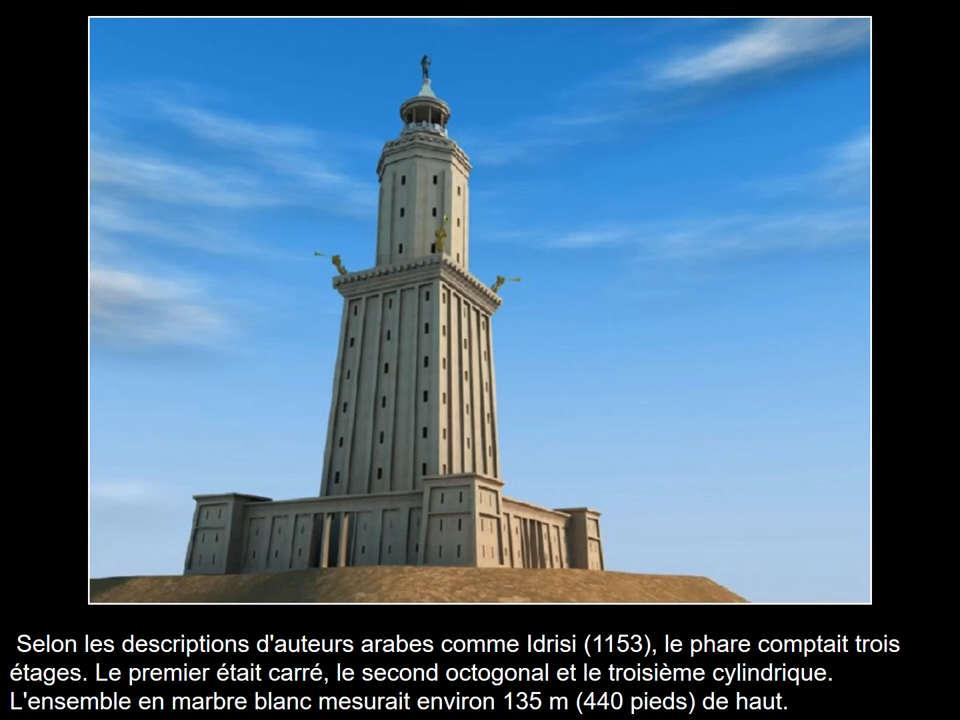 Selon les descriptions d'auteurs arabes comme Idrisi (1153), le phare comptait trois
étages. Le premier était carré, le second octogonal et le troisième cylindrique.
L'ensemble en marbre blanc mesurait environ 135 m (440 pieds) de haut.